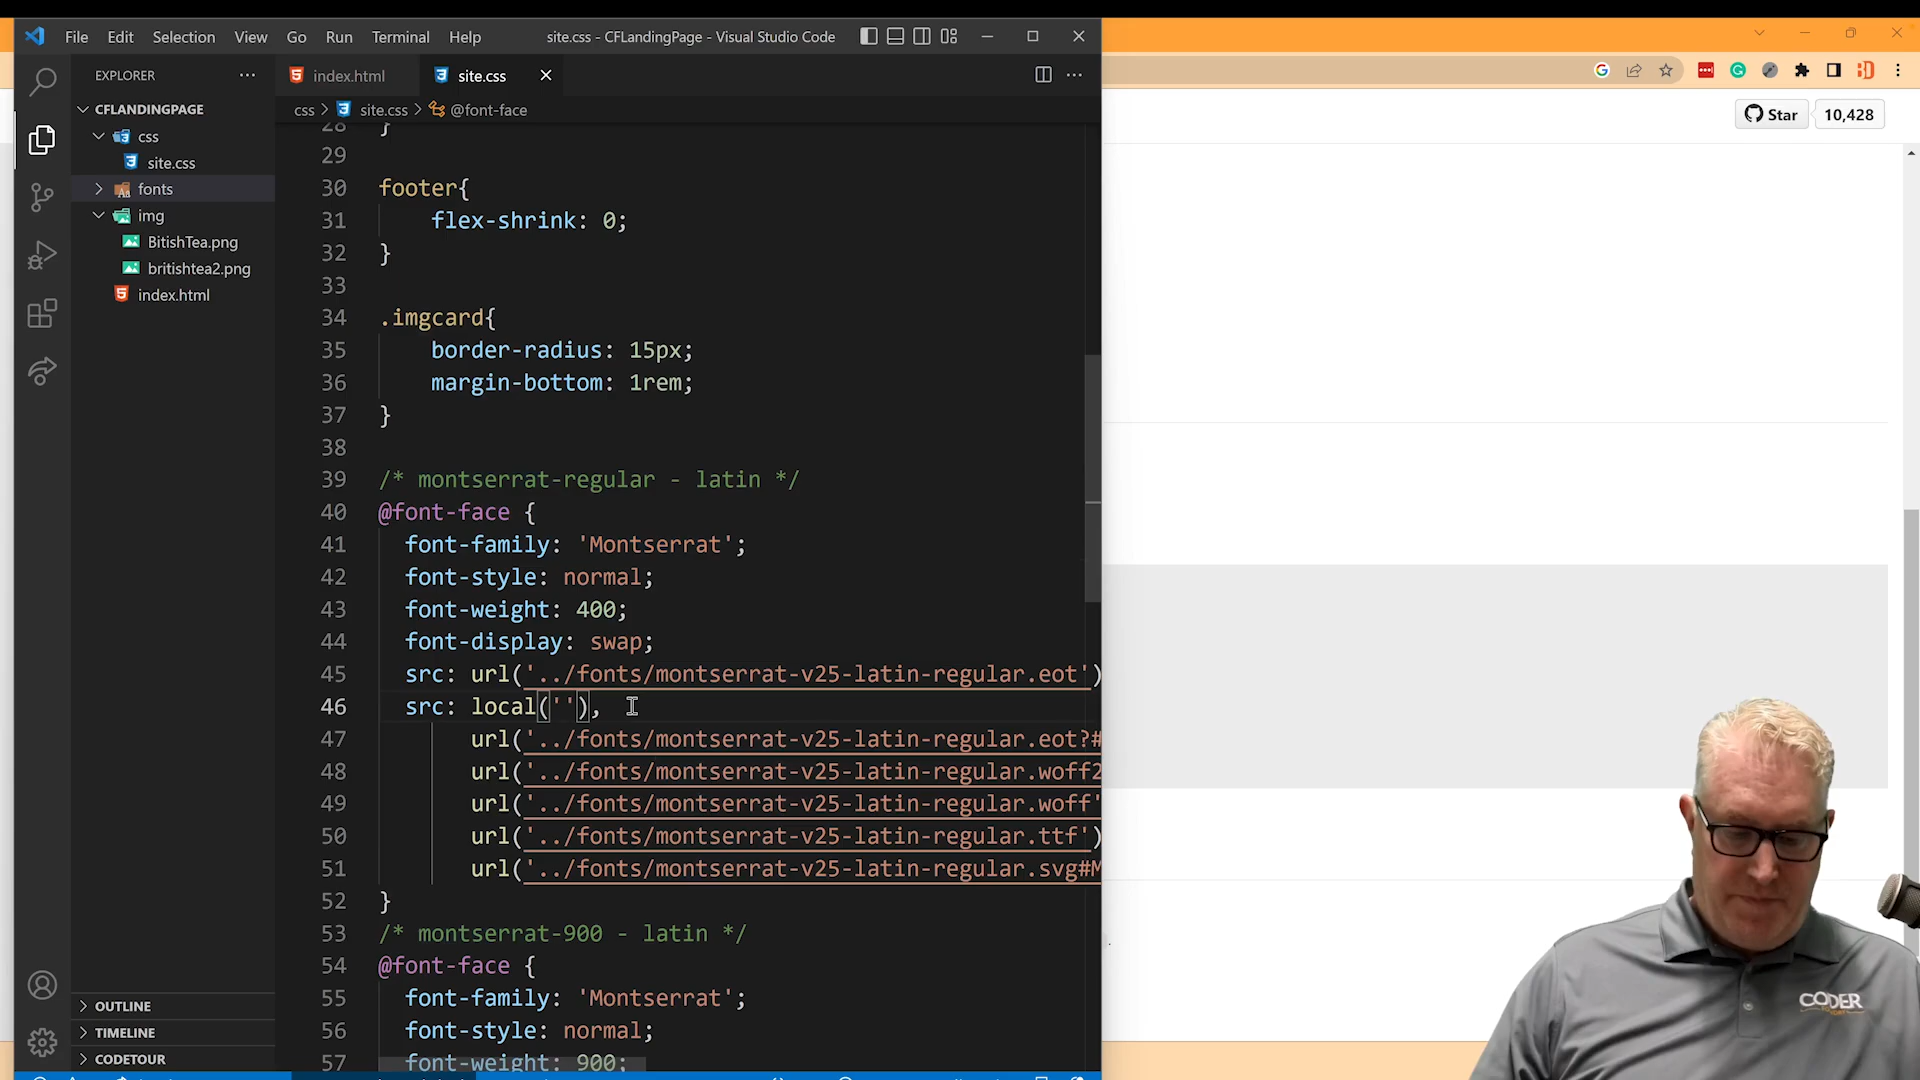 File Edit Selection View Go Run Terminal Help site.css - CFLandingPage - Visual Studio Code
EXPLORER
index.html
site.css
CFLANDINGPAGE
css
site.css
@font-face
css
site.css
fonts
img
BitishTea.png
britishtea2.png
index.html
OUTLINE
TIMELINE
CODETOUR
28 }
29
30 footer{
31 flex-shrink: 0;
32 }
33
34 .imgcard{
35 border-radius: 15px;
36 margin-bottom: 1rem;
37 }
38
39 /* montserrat-regular - latin */
40 @font-face {
41 font-family: 'Montserrat';
42 font-style: normal;
43 font-weight: 400;
44 font-display: swap;
45 src: url('../fonts/montserrat-v25-latin-regular.eot')
46 src: local(''),
47 url('../fonts/montserrat-v25-latin-regular.eot?#
48 url('../fonts/montserrat-v25-latin-regular.woff2
49 url('../fonts/montserrat-v25-latin-regular.woff'
50 url('../fonts/montserrat-v25-latin-regular.ttf')
51 url('../fonts/montserrat-v25-latin-regular.svg#M
52 }
53 /* montserrat-900 - latin */
54 @font-face {
55 font-family: 'Montserrat';
56 font-style: normal;
57 font-weight: 900;
Star 10,428
CODER